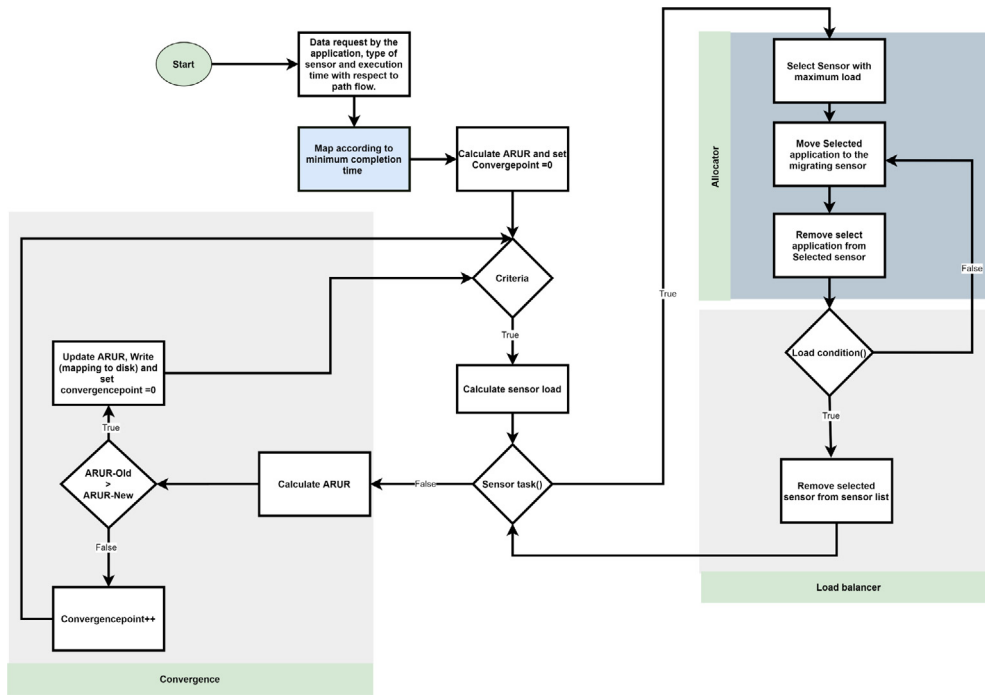 Start
Data request by the
application, type of
sensor and execution
time with respect to
path flow.
Map according to
minimum completion
time
Calculate ARUR and set
Convergepoint =0
Criteria
True
Calculate sensor load
Sensor task()
False
True
Calculate ARUR
ARUR-Old
>
ARUR-New
True
Update ARUR, Write
(mapping to disk) and
set
convergencepoint =0
False
Convergencepoint++
Convergence
Allocator
Select Sensor with
maximum load
Move Selected
application to the
migrating sensor
Remove select
application from
Selected sensor
False
Load condition()
True
Remove selected
sensor from sensor list
Load balancer